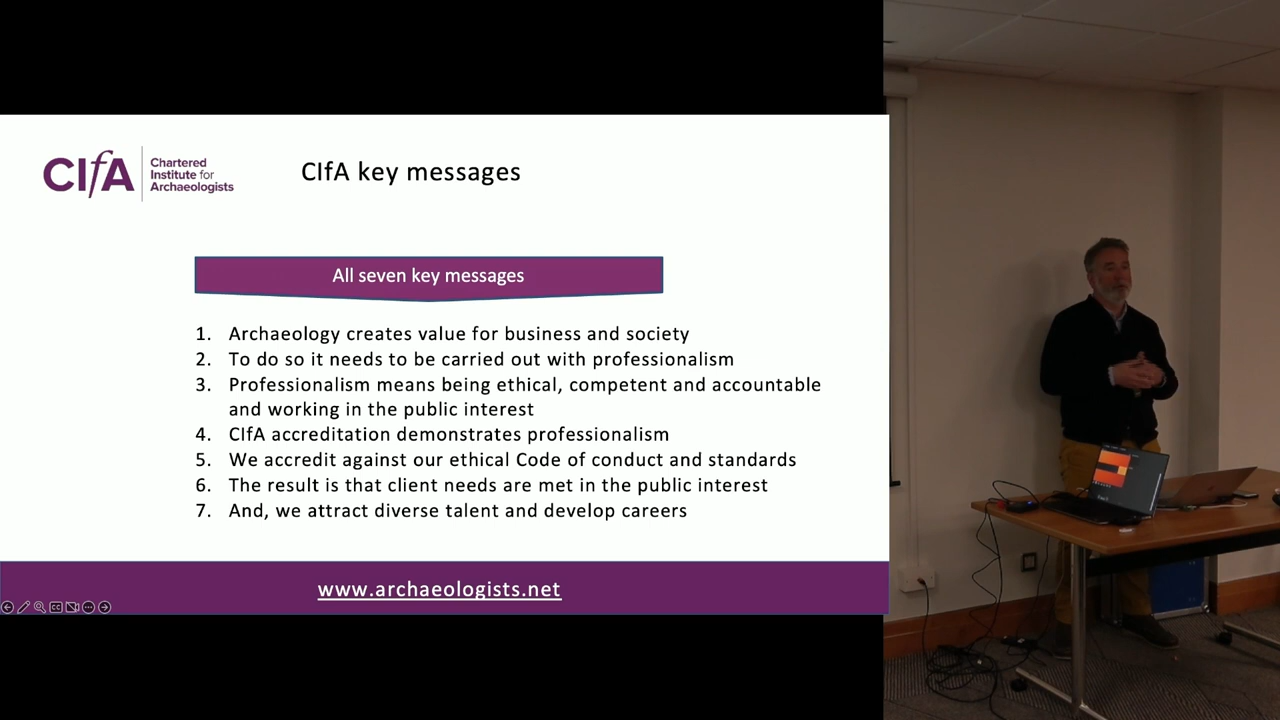 CIfA
Chartered
Institute for
Archaeologists
CIfA key messages
All seven key messages
1. Archaeology creates value for business and society
2. To do so it needs to be carried out with professionalism
3. Professionalism means being ethical, competent and accountable
and working in the public interest
4. CIfA accreditation demonstrates professionalism
5. We accredit against our ethical Code of conduct and standards
6. The result is that client needs are met in the public interest
7. And, we attract diverse talent and develop careers
www.archaeologists.net